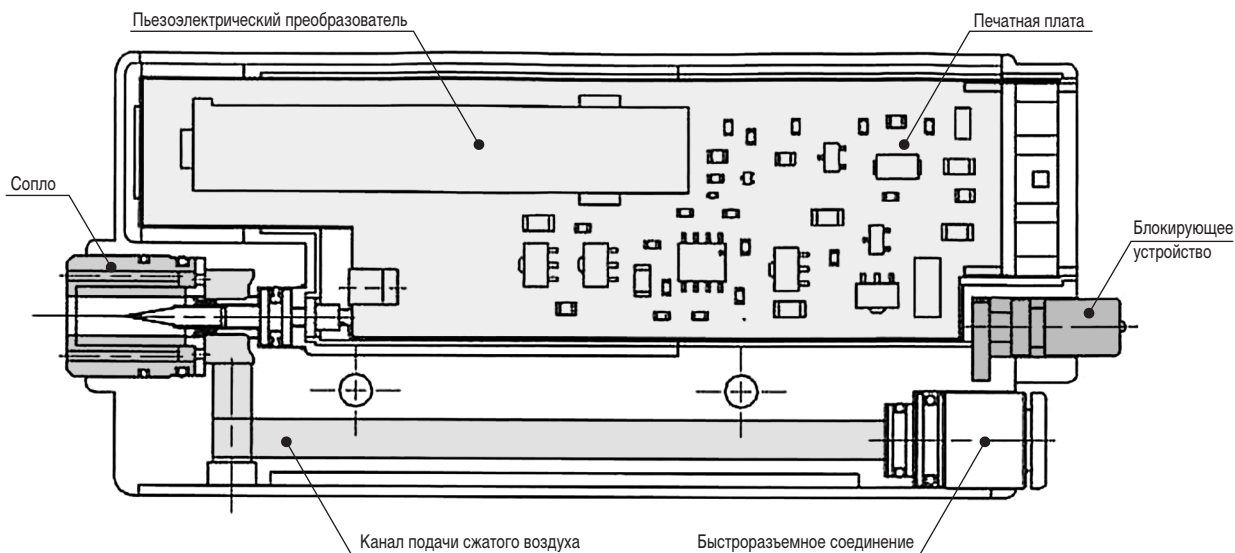 Пьезоэлектрический преобразователь
Печатная плата
Сопло
Блокирующее
устройство
Канал подачи сжатого воздуха
Быстроразъемное соединение